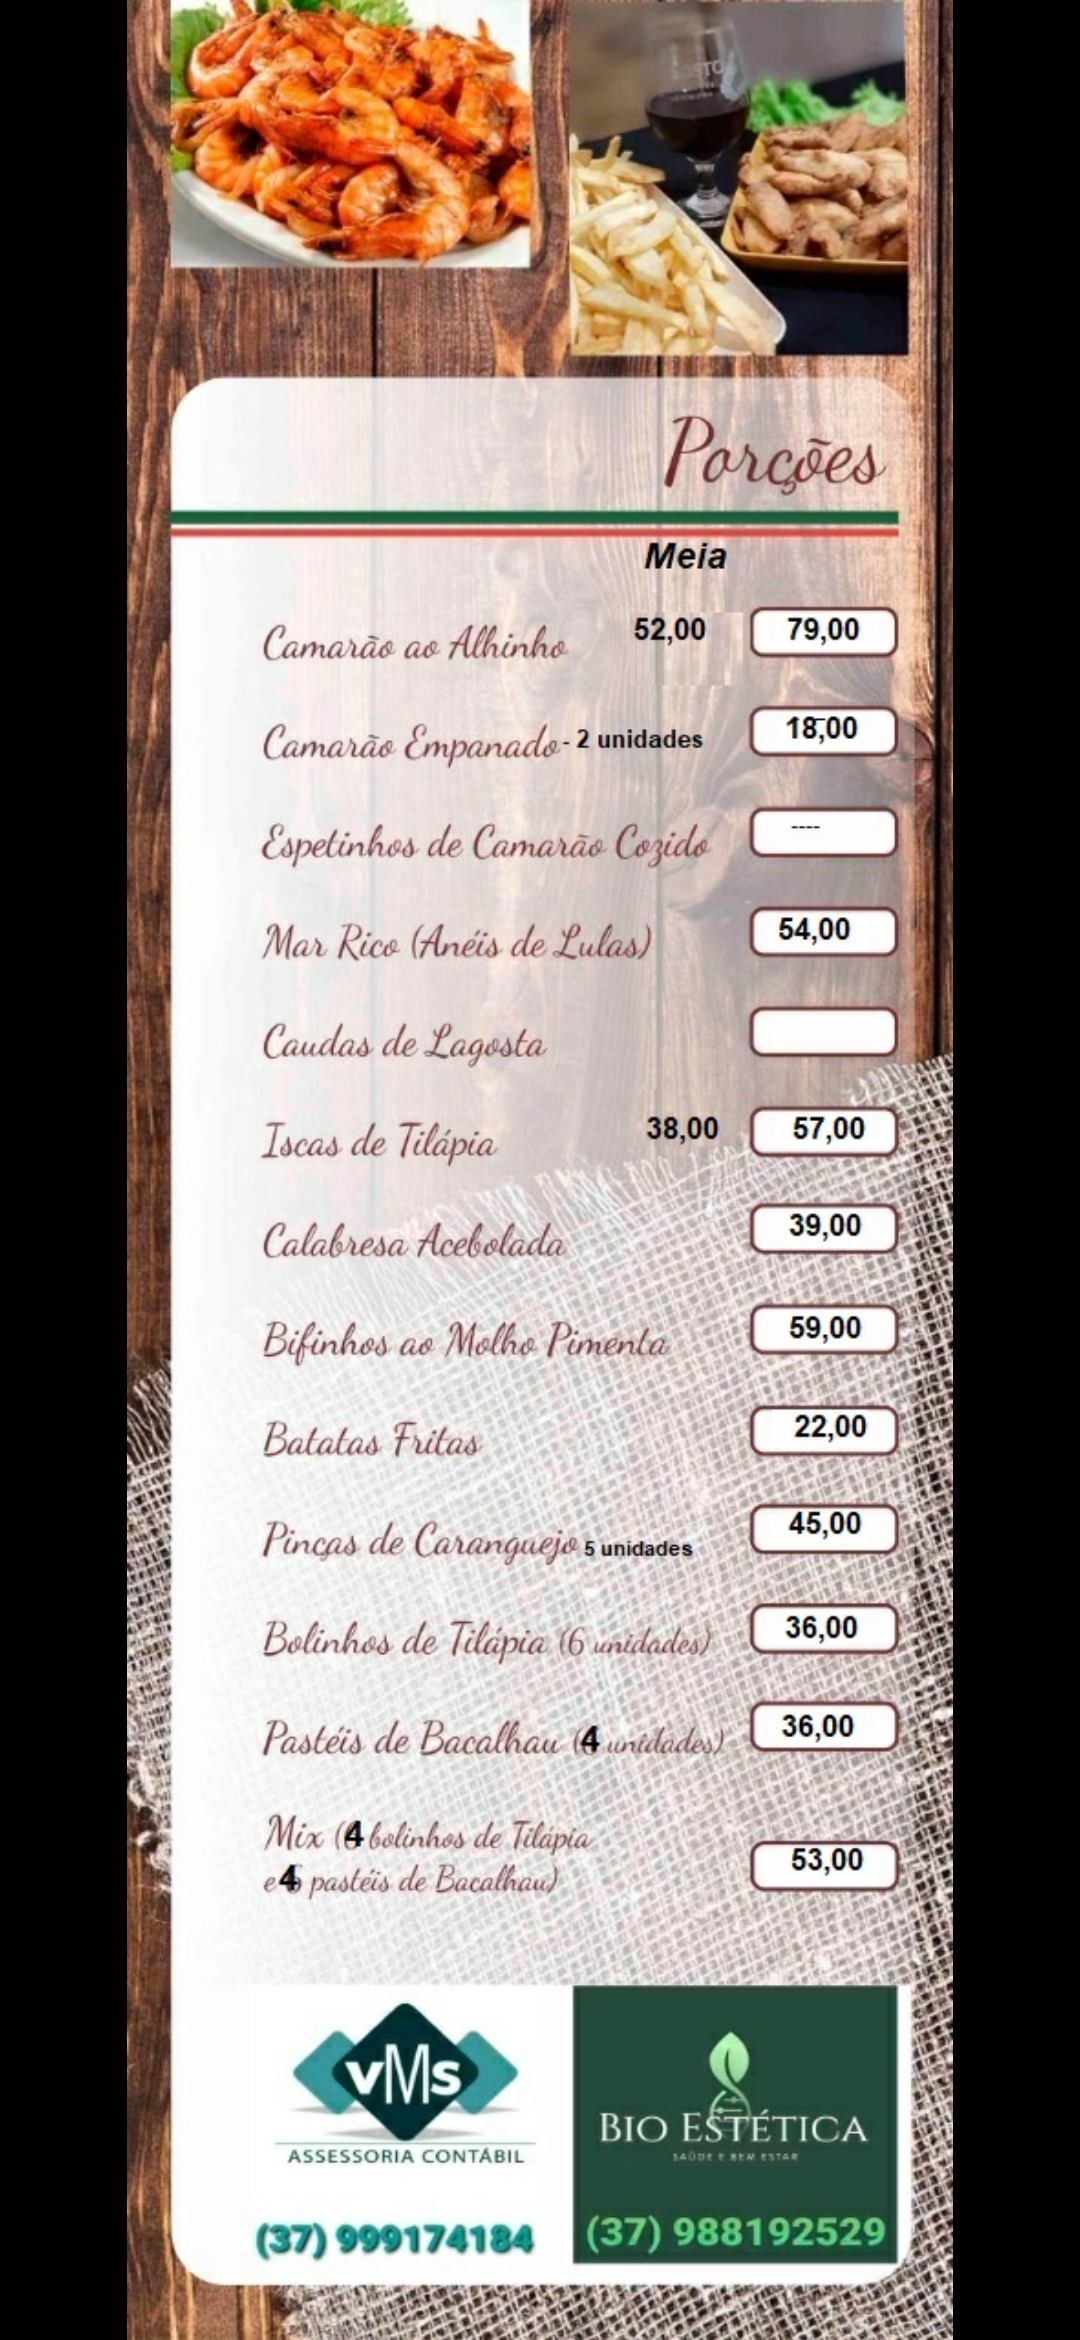 Porções
Meia
Camarão ao Alhinho 52,00 79,00
Camarão Empanado - 2 unidades 18,00
Espetinhos de Camarão Cozido ----
Mar Rico (Anéis de Lulas) 54,00
Caudas de Lagosta
Iscas de Tilápia 38,00 57,00
Calabresa Acebolada 39,00
Bifinhos ao Molho Pimenta 59,00
Batatas Fritas 22,00
Pinças de Caranguejo 5 unidades 45,00
Bolinhos de Tilápia (6 unidades) 36,00
Pastéis de Bacalhau (4 unidades) 36,00
Mix (4 bolinhos de Tilápia
e 4 pastéis de Bacalhau) 53,00
vMs
ASSESSORIA CONTÁBIL
(37) 999174184
BIO ESTÉTICA
SAÚDE E BEM ESTAR
(37) 988192529